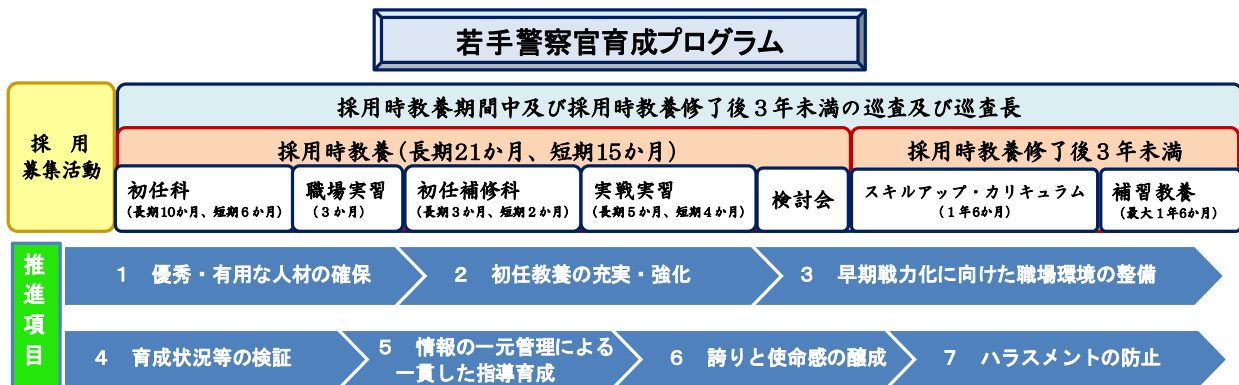 若手警察官育成プログラム
採用
募集活動
採用時教養期間中及び採用時教養修了後3年未満の巡査及び巡査長
採用時教養(長期21か月、短期15か月)
採用時教養修了後3年未満
初任科
(長期10か月、短期6か月)
職場実習
(3か月)
初任補修科
(長期3か月、短期2か月)
実戦実習
(長期5か月、短期4か月)
検討会
スキルアップ・カリキュラム
(1年6か月)
補習教養
(最大1年6か月)
推進項目
1 優秀・有用な人材の確保
2 初任教養の充実・強化
3 早期戦力化に向けた職場環境の整備
4 育成状況等の検証
5 情報の一元管理による
一貫した指導育成
6 誇りと使命感の醸成
7 ハラスメントの防止